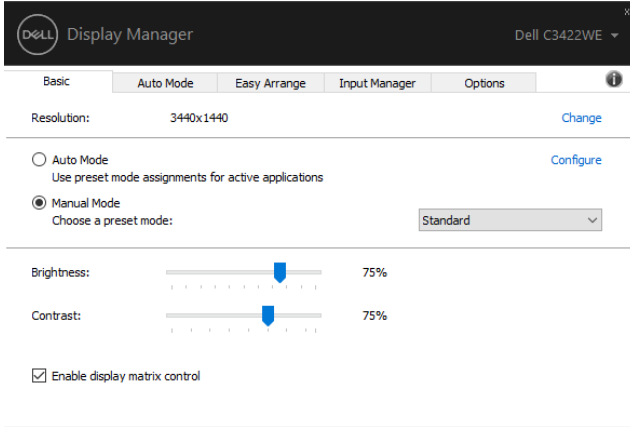 DELL Display Manager Dell C3422WE
x
Basic Auto Mode Easy Arrange Input Manager Options i
Resolution: 3440x1440 Change
Auto Mode Configure
Use preset mode assignments for active applications
Manual Mode
Choose a preset mode: Standard
Brightness: 75%
Contrast: 75%
Enable display matrix control